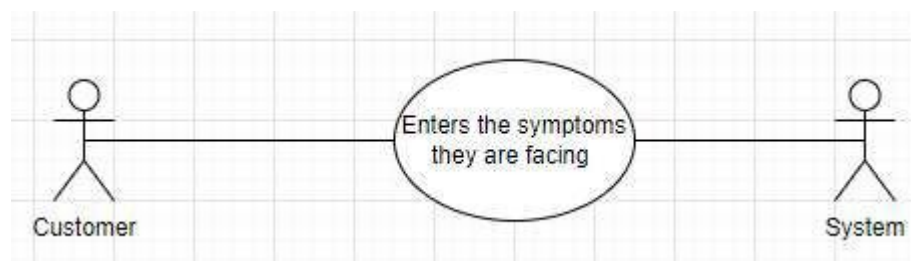 Enters the symptoms
they are facing
Customer
System